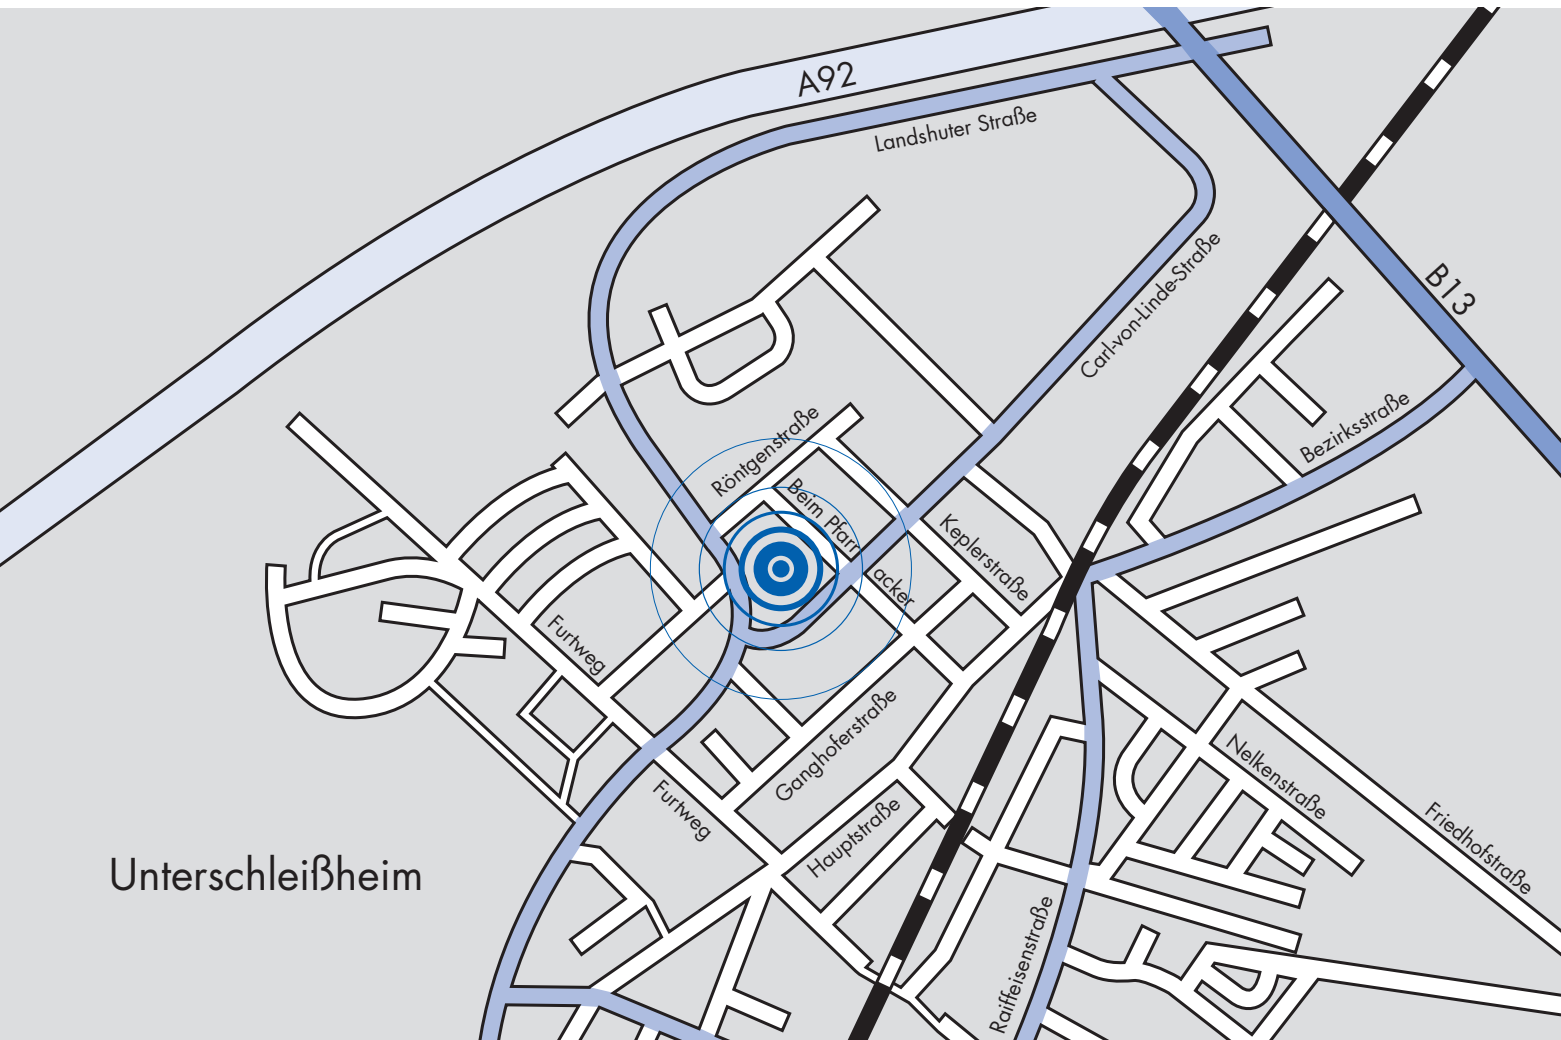 A92
Landshuter Straße
Carl-von-Linde-Straße
B13
Bezirksstraße
Röntgenstraße
Beim Pfarr
acker
Keplerstraße
Furtweg
Ganghoferstraße
Nelkenstraße
Furtweg
Hauptstraße
Friedhofstraße
Unterschleißheim
Raiffeisenstraße